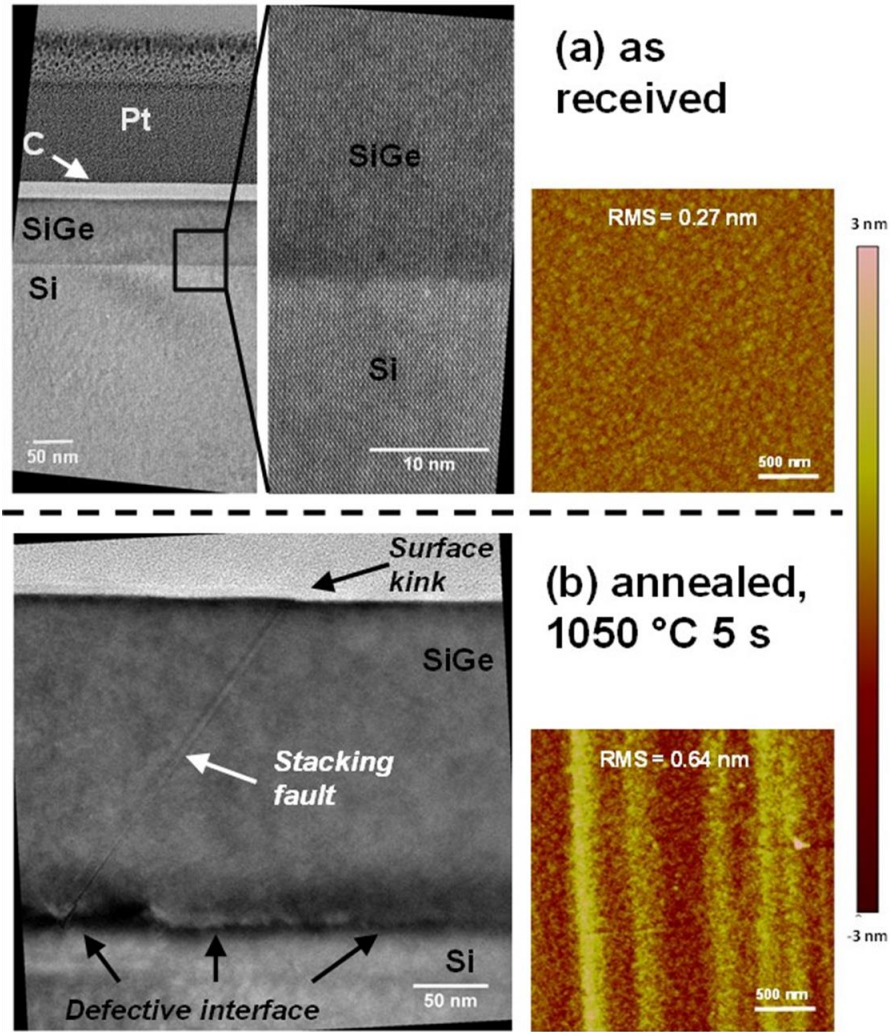 (a) as
received
Pt
C
SiGe
Si
50 nm
SiGe
Si
10 nm
RMS = 0.27 nm
500 nm
3 nm
-3 nm
Surface
kink
SiGe
Stacking
fault
Si
Defective interface
50 nm
(b) annealed,
1050 °C 5 s
RMS = 0.64 nm
500 nm